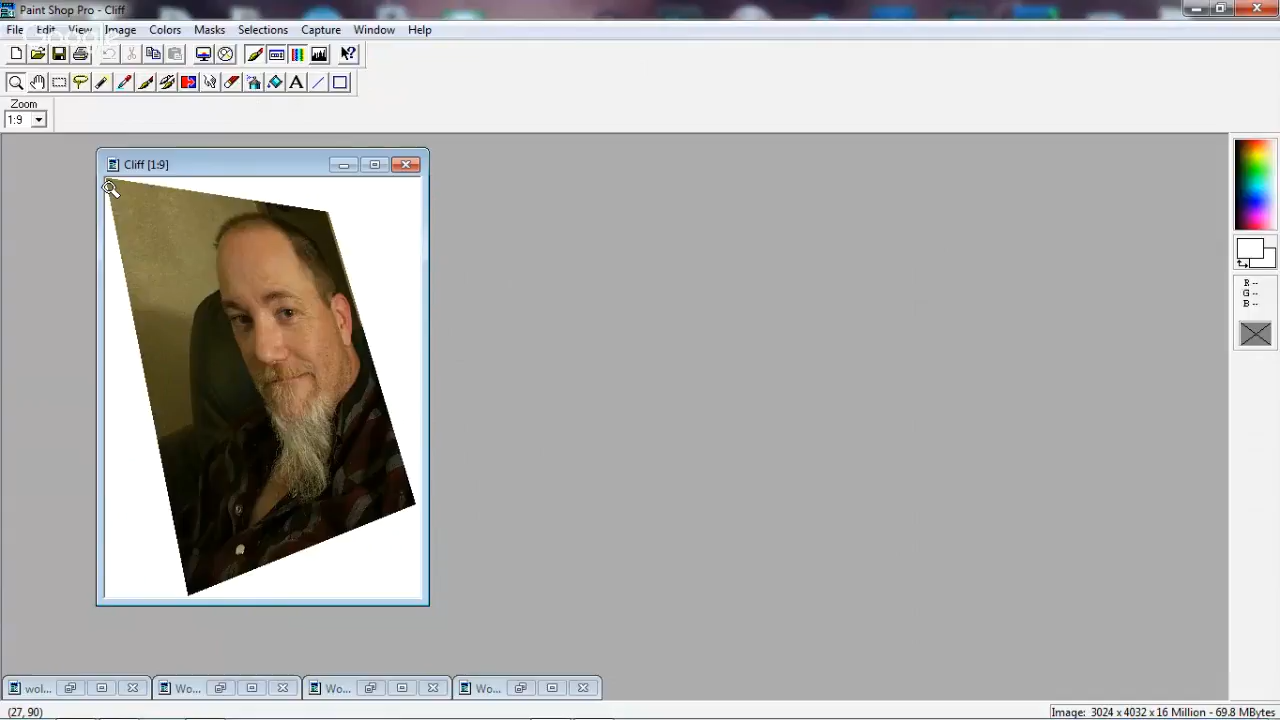 Paint Shop Pro - Cliff
File Edit View Image Colors Masks Selections Capture Window Help
Google
Zoom
1:9
Cliff [1:9]
R --
G --
B --
wol...
Wo...
Wo...
Wo...
(27, 90)
Image: 3024 x 4032 x 16 Million - 69.8 MBytes